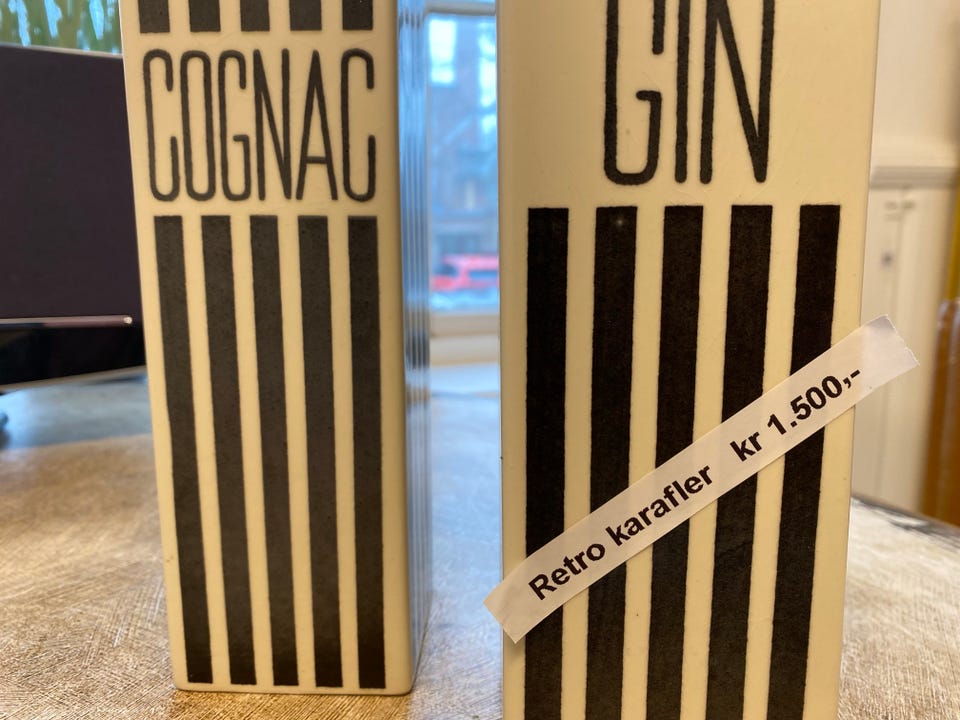 COGNAC
GIN
Retro karafler kr 1.500,-